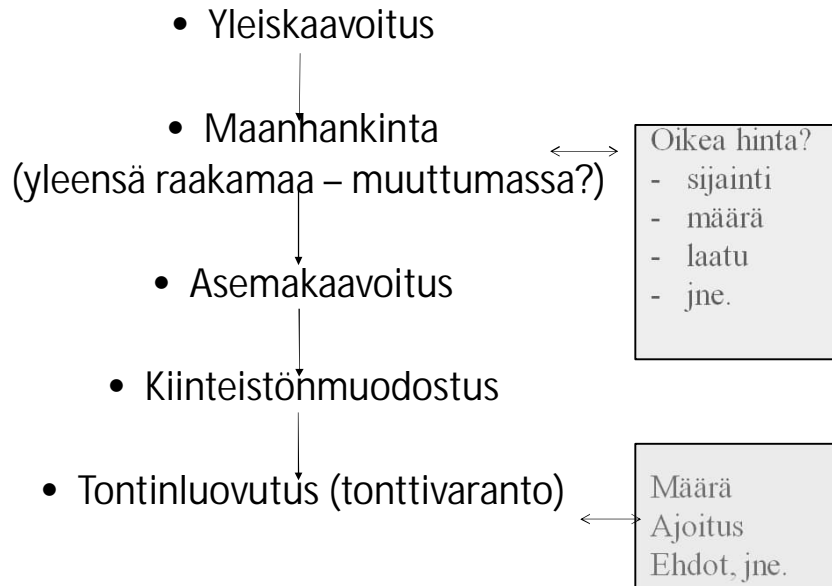 • Yleiskaavoitus
• Maanhankinta
(yleensä raakamaa – muuttumassa?)
Oikea hinta?
- sijainti
- määrä
- laatu
- jne.
• Asemakaavoitus
• Kiinteistönmuodostus
• Tontinluovutus (tonttivaranto)
Määrä
Ajoitus
Ehdot, jne.